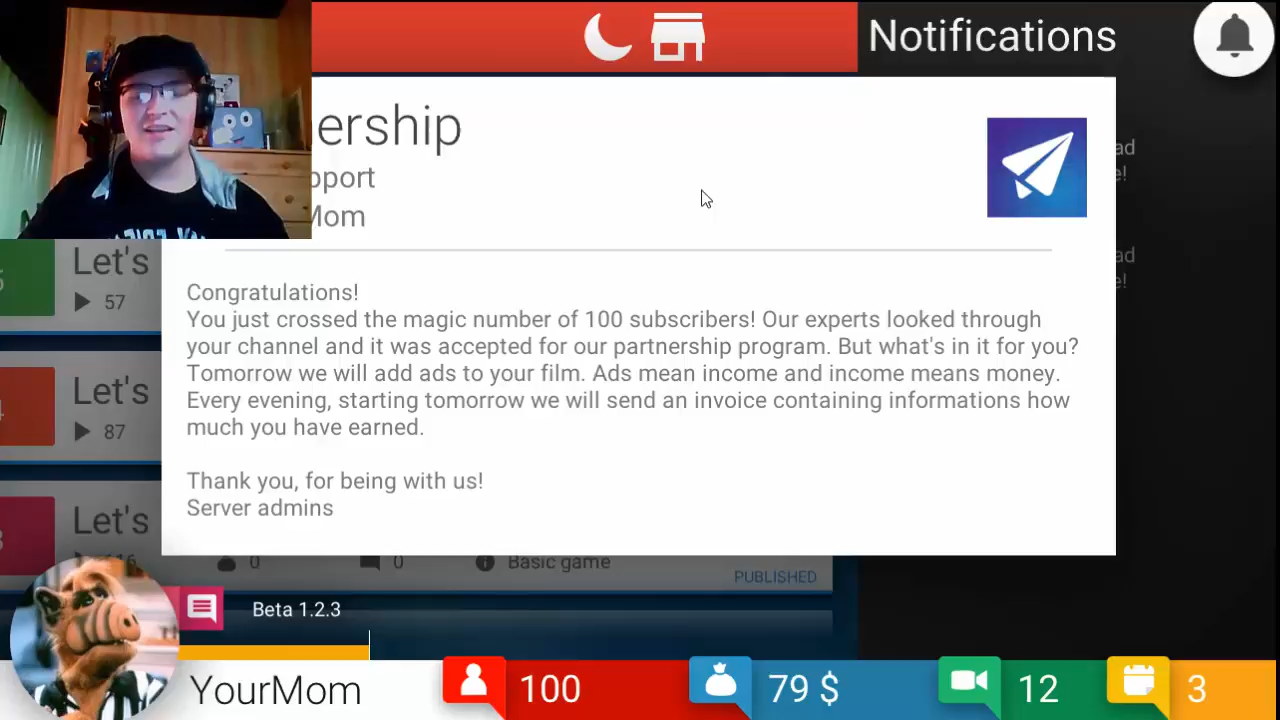 Notifications
ership
pport
Mom
ad
e!
ad
e!
Let's
57
Let's
87
Let's
Congratulations!
You just crossed the magic number of 100 subscribers! Our experts looked through
your channel and it was accepted for our partnership program. But what's in it for you?
Tomorrow we will add ads to your film. Ads mean income and income means money.
Every evening, starting tomorrow we will send an invoice containing informations how
much you have earned.
Thank you, for being with us!
Server admins
0
0
Basic game
PUBLISHED
Beta 1.2.3
YourMom
100
79 $
12
3